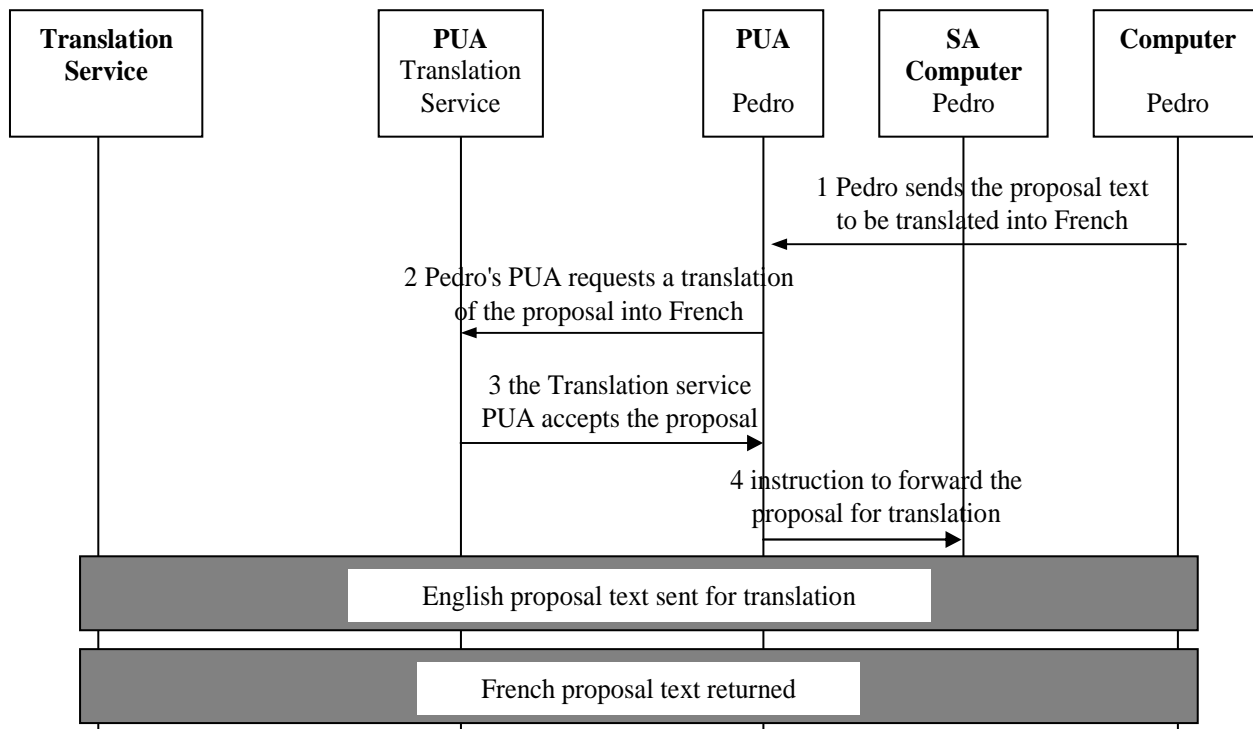 Translation
Service
PUA
Translation
Service
PUA
Pedro
SA
Computer
Pedro
Computer
Pedro
1 Pedro sends the proposal text
to be translated into French
2 Pedro's PUA requests a translation
of the proposal into French
3 the Translation service
PUA accepts the proposal
4 instruction to forward the
proposal for translation
English proposal text sent for translation
French proposal text returned